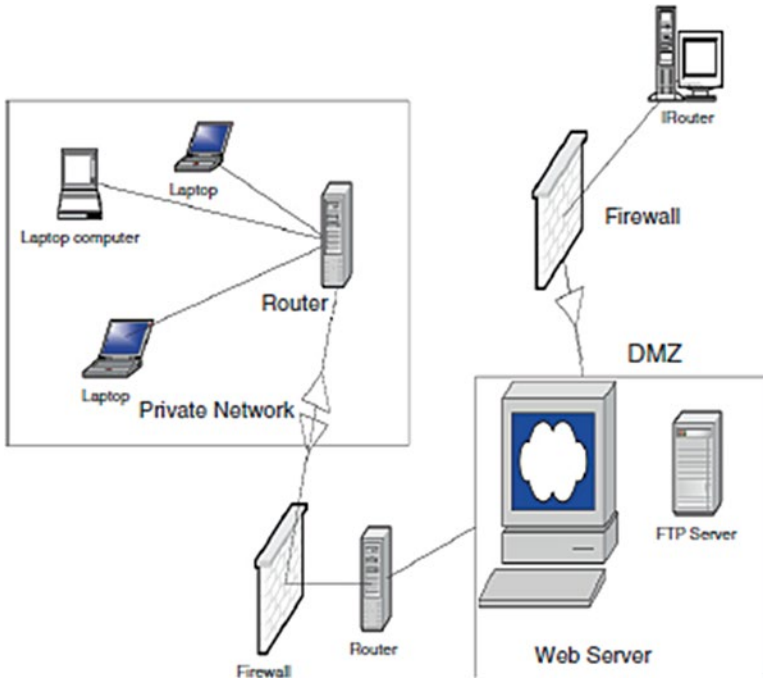 IRouter
Laptop
Firewall
Laptop computer
Router
DMZ
Laptop
Private Network
FTP Server
Router
Web Server
Firewall